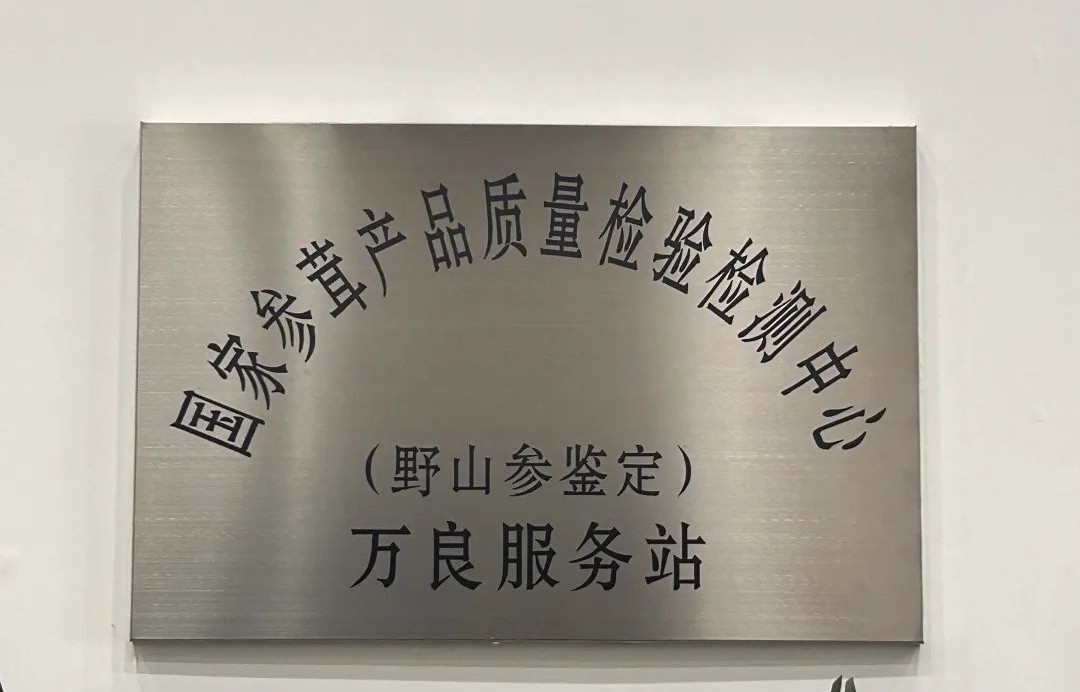 国家参茸产品质量检验检测中心
（野山参鉴定）
万良服务站